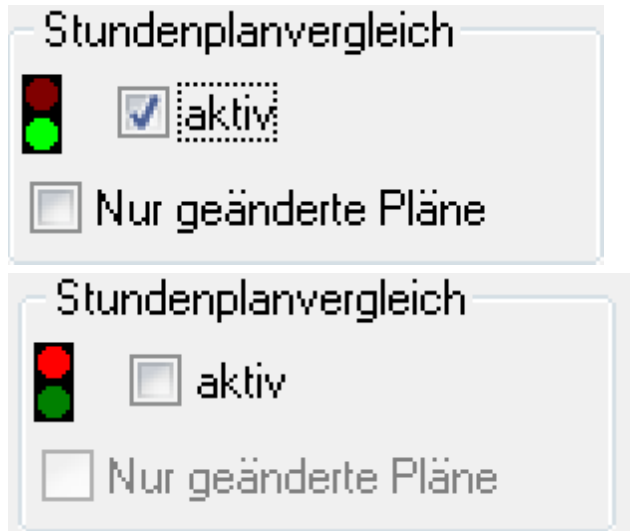 Stundenplanvergleich
aktiv
Nur geänderte Pläne
Stundenplanvergleich
aktiv
Nur geänderte Pläne